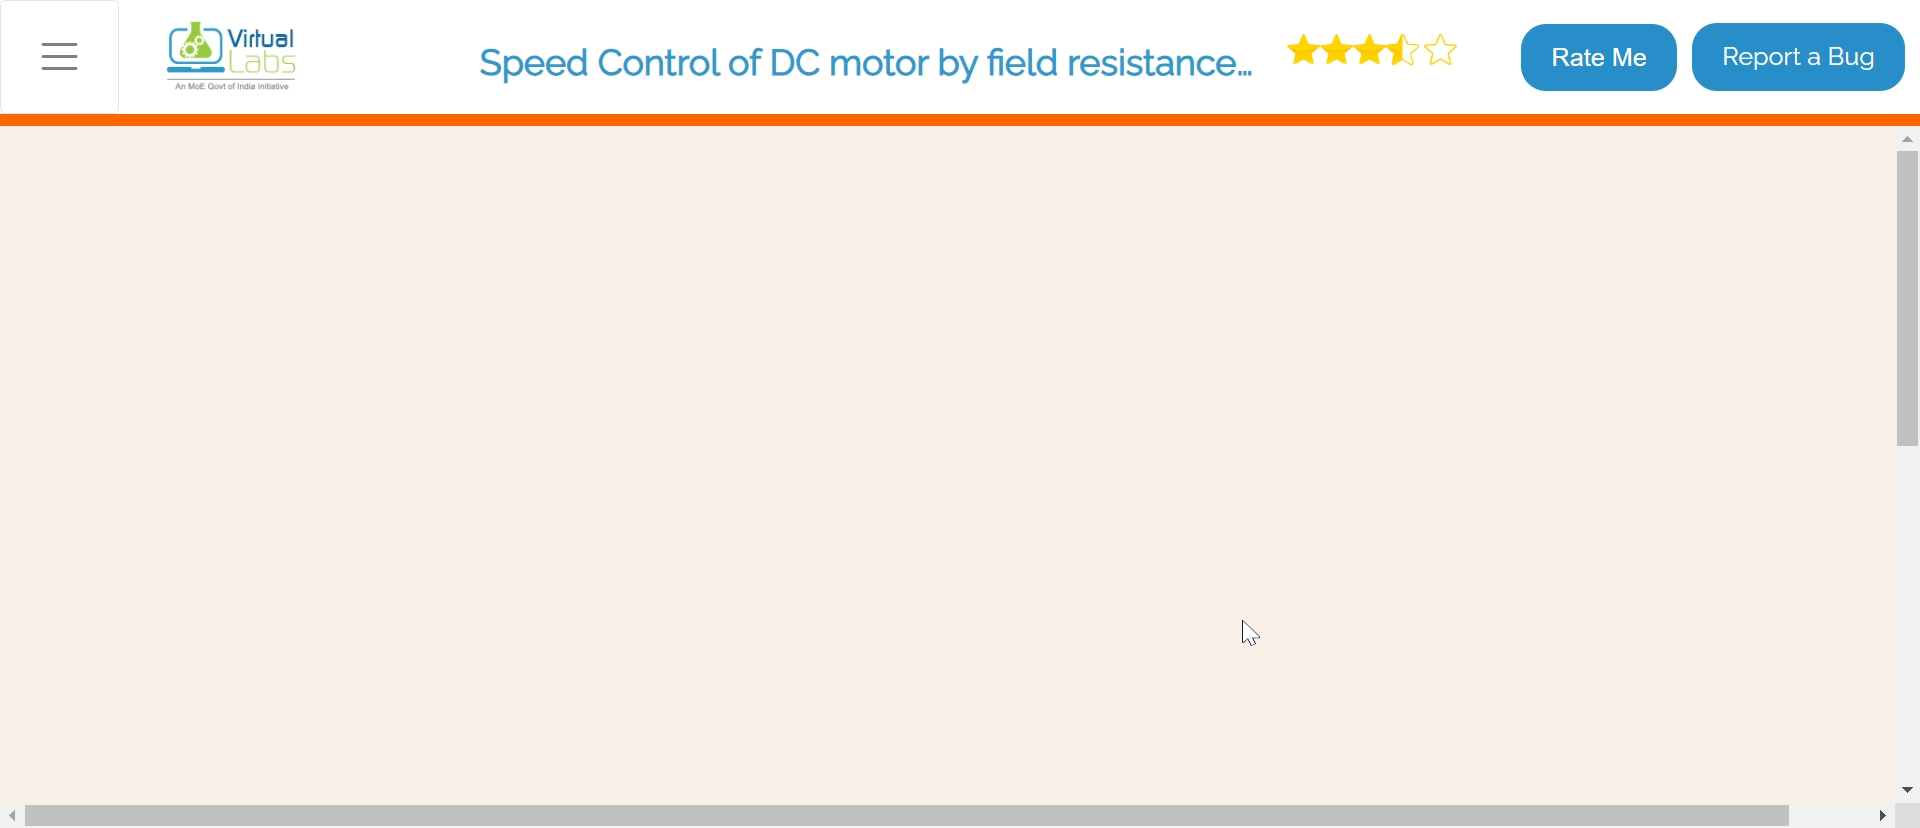 Virtual
Labs
An MoE Govt of India Initiative
Speed Control of DC motor by field resistance...
Rate Me
Report a Bug